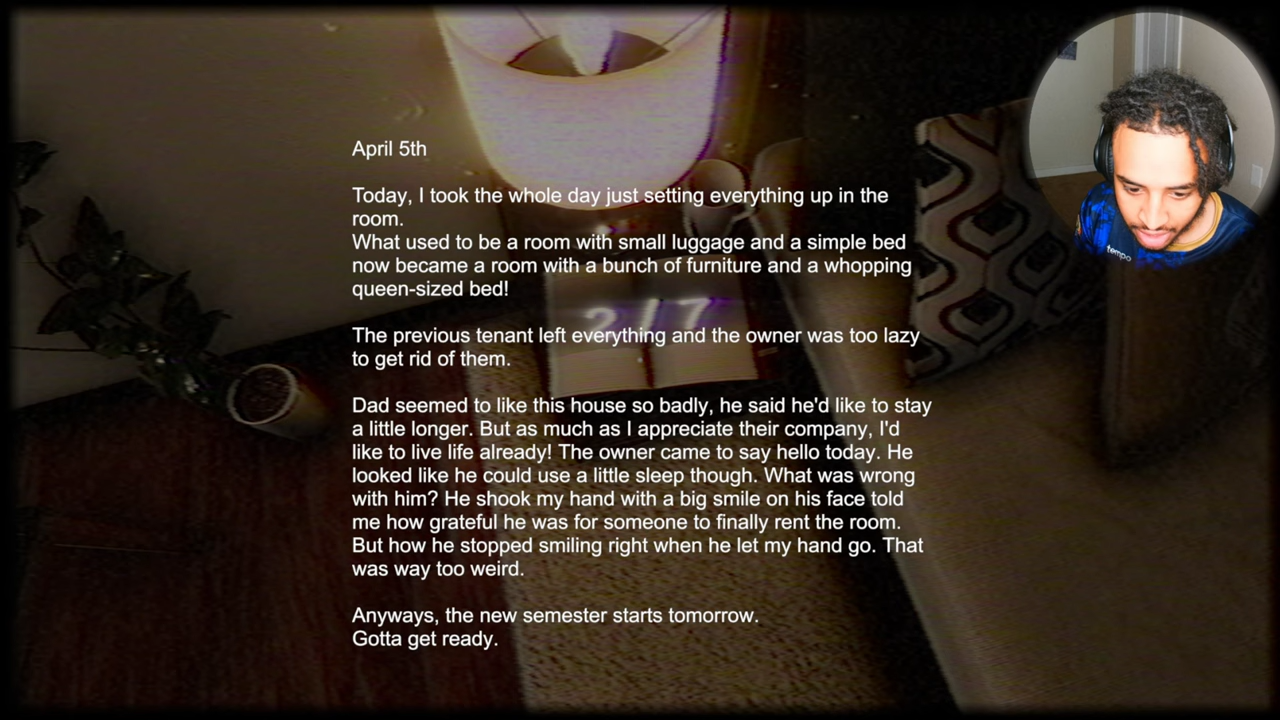 April 5th
Today, I took the whole day just setting everything up in the
room.
What used to be a room with small luggage and a simple bed
now became a room with a bunch of furniture and a whopping
queen-sized bed!
2/7
The previous tenant left everything and the owner was too lazy
to get rid of them.
Dad seemed to like this house so badly, he said he'd like to stay
a little longer. But as much as I appreciate their company, I'd
like to live life already! The owner came to say hello today. He
looked like he could use a little sleep though. What was wrong
with him? He shook my hand with a big smile on his face told
me how grateful he was for someone to finally rent the room.
But how he stopped smiling right when he let my hand go. That
was way too weird.
Anyways, the new semester starts tomorrow.
Gotta get ready.
tempo